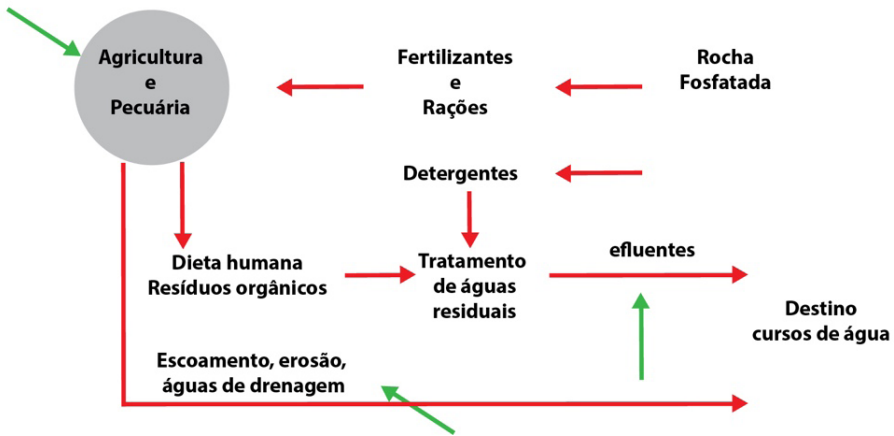 Agricultura
e
Pecuária
Fertilizantes
e
Rações
Rocha
Fosfatada
Detergentes
Dieta humana
Resíduos orgânicos
Tratamento
de águas
residuais
efluentes
Destino
cursos de água
Escoamento, erosão,
águas de drenagem